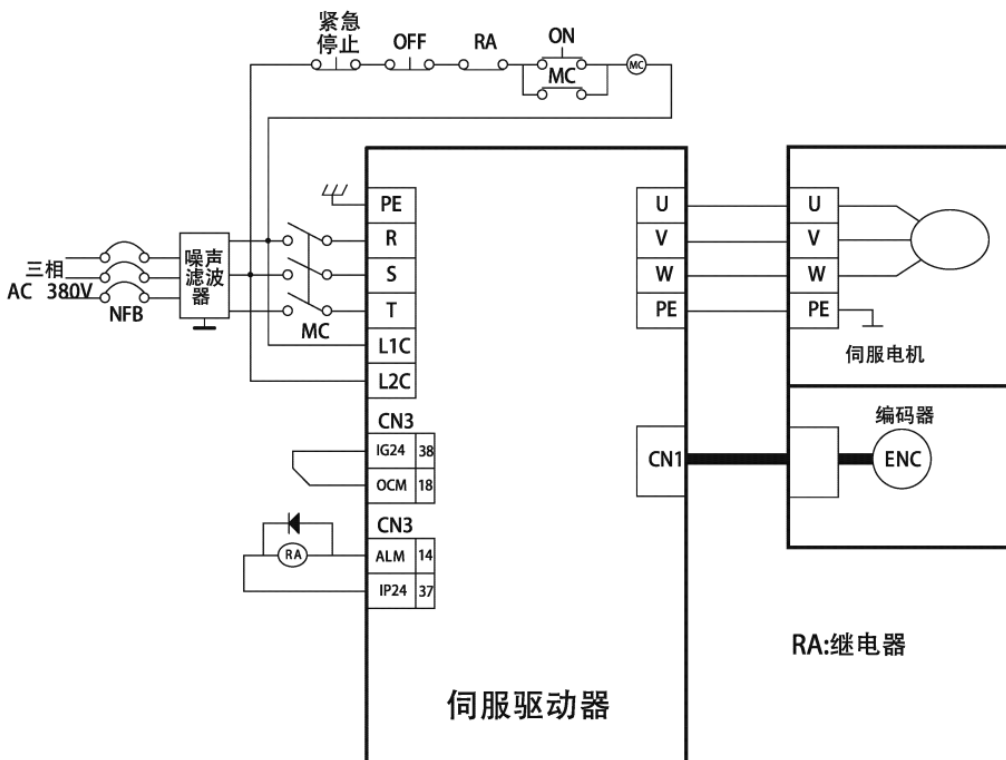 紧急
停止
OFF
RA
ON
MC
MC
PE
R
S
T
L1C
L2C
三相
AC 380V
NFB
噪声
滤波
器
MC
U
V
W
PE
U
V
W
PE
伺服电机
CN3
IG24 38
OCM 18
CN3
ALM 14
IP24 37
RA
CN1
编码器
ENC
RA:继电器
伺服驱动器